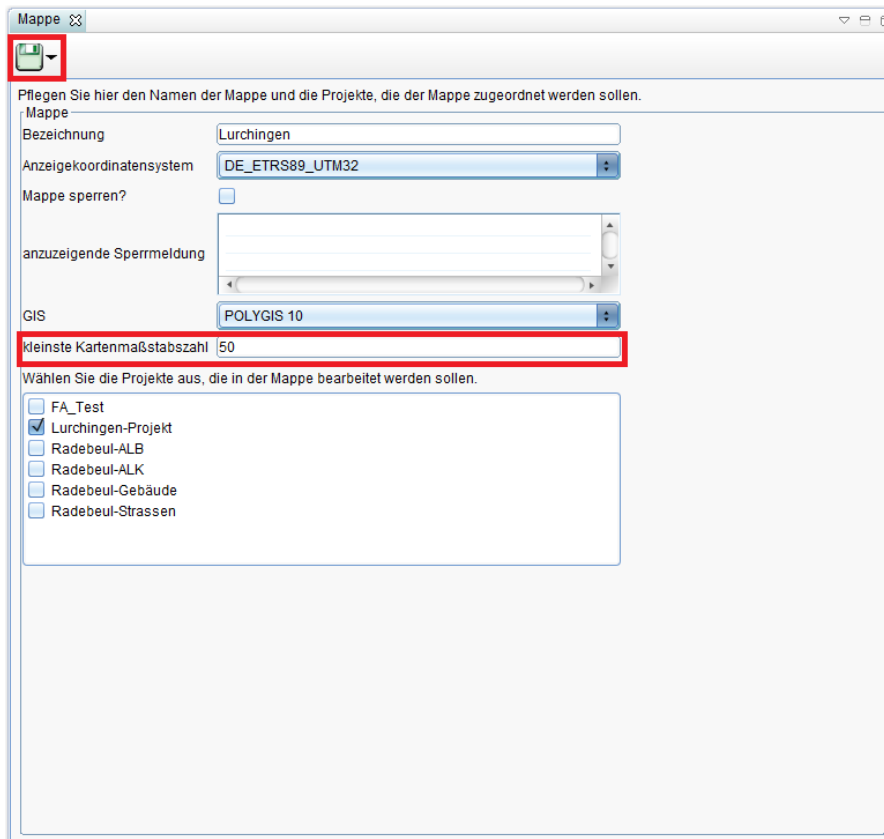 Mappe
Pflegen Sie hier den Namen der Mappe und die Projekte, die der Mappe zugeordnet werden sollen.
Mappe
Bezeichnung Lurchingen
Anzeigekoordinatensystem DE_ETRS89_UTM32
Mappe sperren?
anzuzeigende Sperrmeldung
GIS POLYGIS 10
kleinste Kartenmaßstabszahl 50
Wählen Sie die Projekte aus, die in der Mappe bearbeitet werden sollen.
FA_Test
Lurchingen-Projekt
Radebeul-ALB
Radebeul-ALK
Radebeul-Gebäude
Radebeul-Strassen